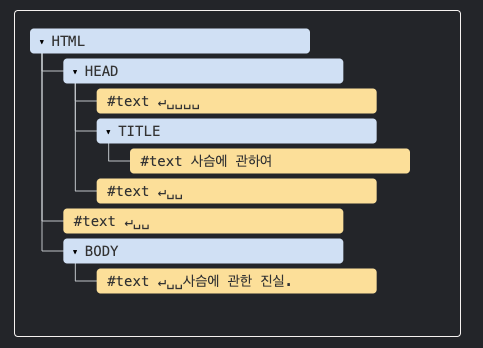 ▾ HTML
▾ HEAD
#text ↵␣␣␣␣
▾ TITLE
#text 사슴에 관하여
#text ↵␣␣
#text ↵␣␣
▾ BODY
#text ↵␣␣사슴에 관한 진실.